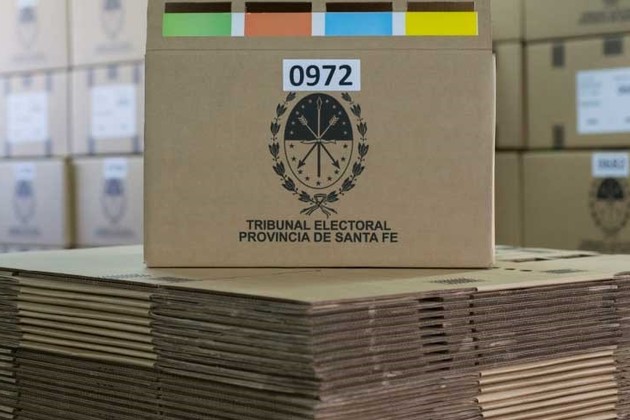 0972
TRIBUNAL ELECTORAL
PROVINCIA DE SANTA FE